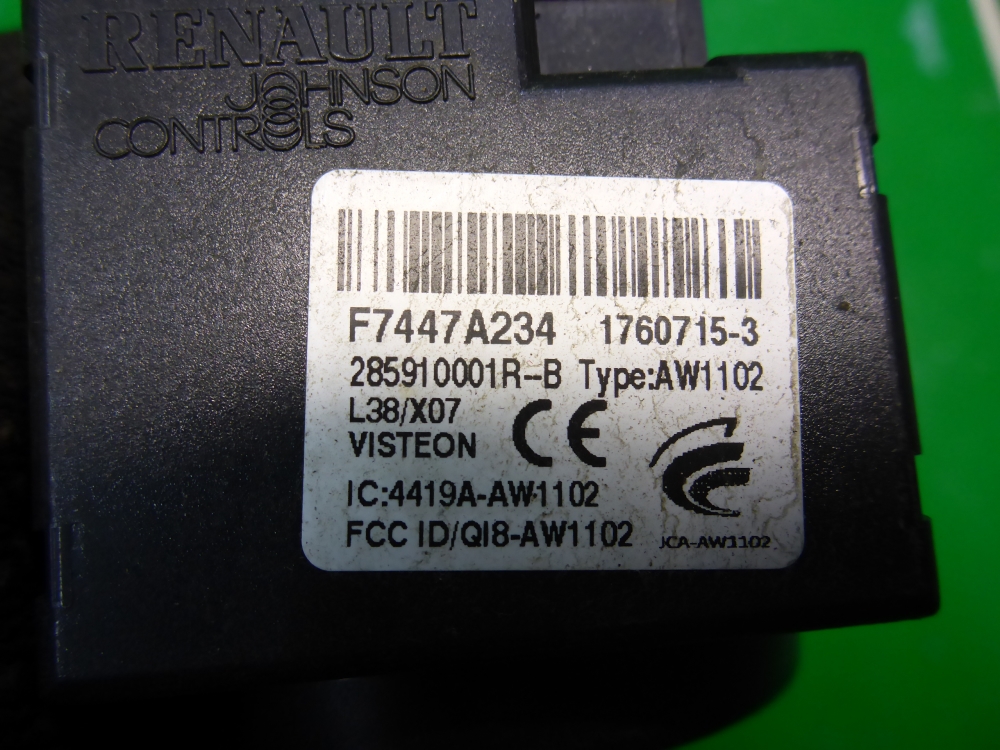 RENAULT
JOHNSON
CONTROLS
F7447A234 1760715-3
285910001R-B Type:AW1102
L38/X07
VISTEON CE
IC:4419A-AW1102
FCC ID/QI8-AW1102 JCA-AW1102